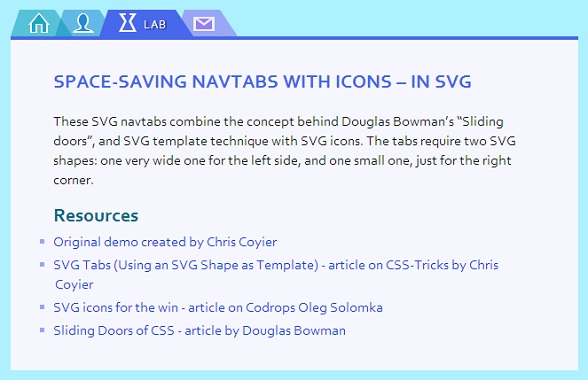 LAB
SPACE-SAVING NAVTABS WITH ICONS – IN SVG
These SVG navtabs combine the concept behind Douglas Bowman’s “Sliding
doors”, and SVG template technique with SVG icons. The tabs require two SVG
shapes: one very wide one for the left side, and one small one, just for the right
corner.
Resources
Original demo created by Chris Coyier
SVG Tabs (Using an SVG Shape as Template) - article on CSS-Tricks by Chris
Coyier
SVG icons for the win - article on Codrops Oleg Solomka
Sliding Doors of CSS - article by Douglas Bowman